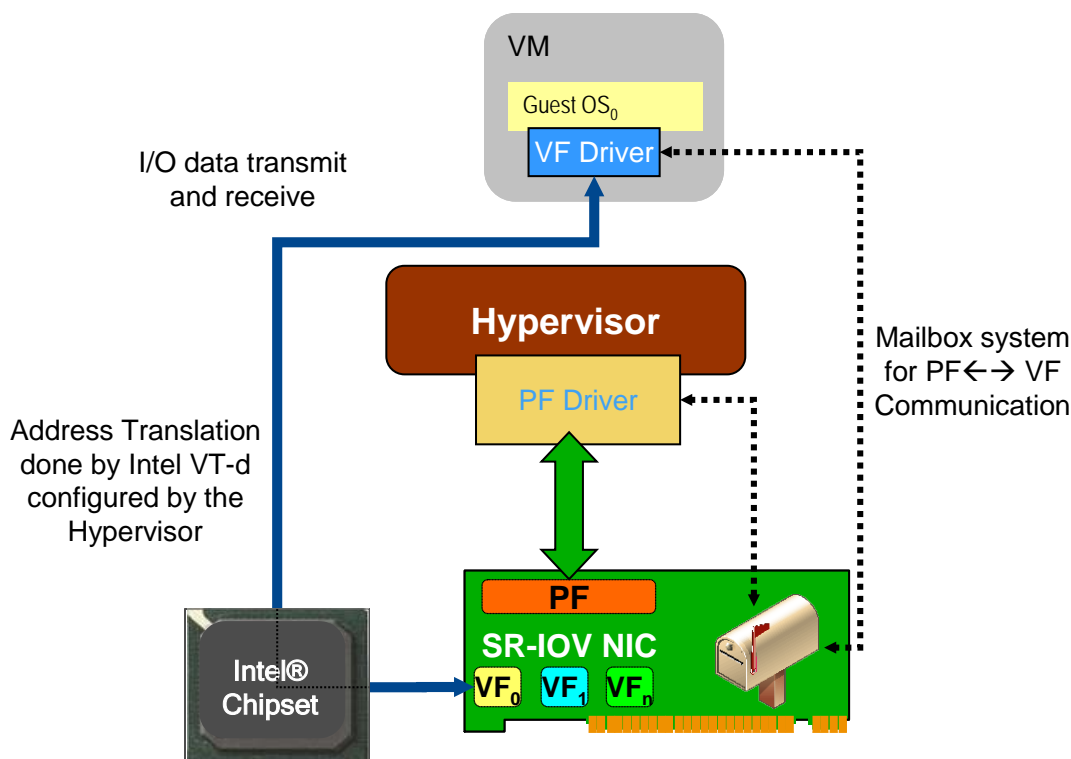 VM
Guest OS₀
VF Driver
I/O data transmit
and receive
Hypervisor
PF Driver
Mailbox system
for PF←→ VF
Communication
Address Translation
done by Intel VT-d
configured by the
Hypervisor
PF
SR-IOV NIC
VF₀ VF₁ VFₙ
Intel®
Chipset